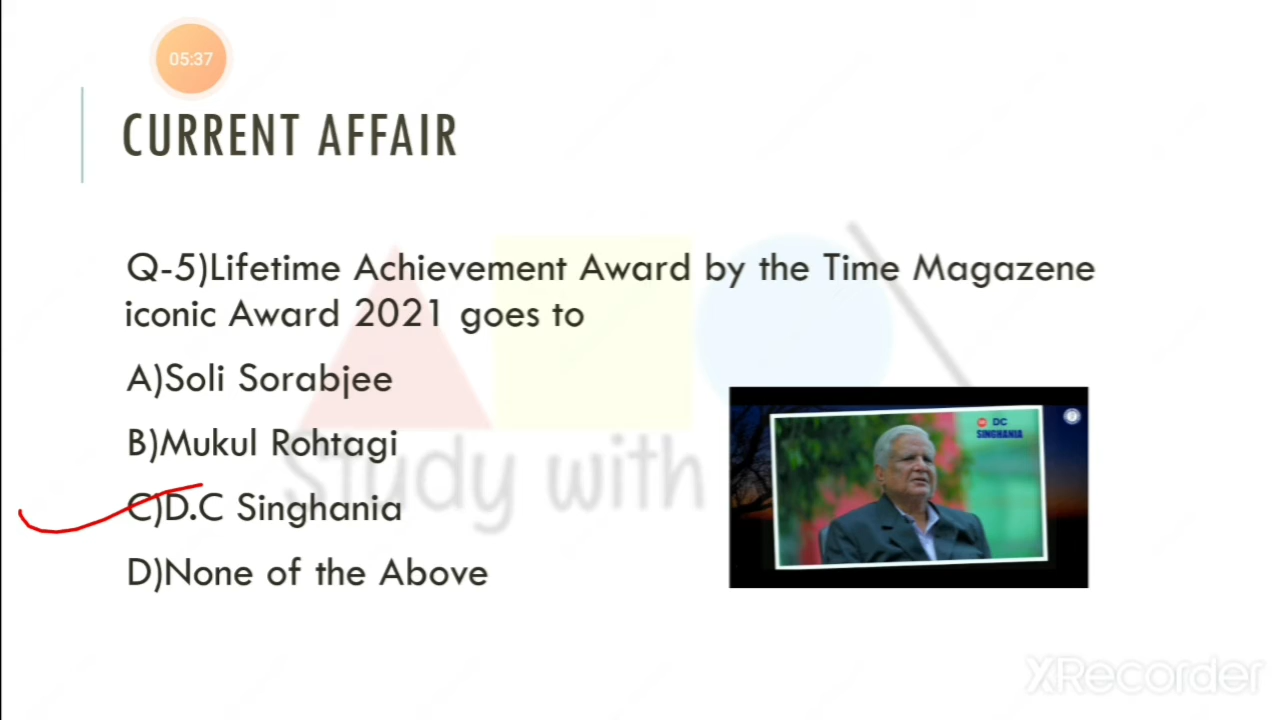 05:37
CURRENT AFFAIR
Q-5)Lifetime Achievement Award by the Time Magazene
iconic Award 2021 goes to
A)Soli Sorabjee
B)Mukul Rohtagi
C)D.C Singhania
D)None of the Above
Study with
DC
SINGHANIA
XRecorder